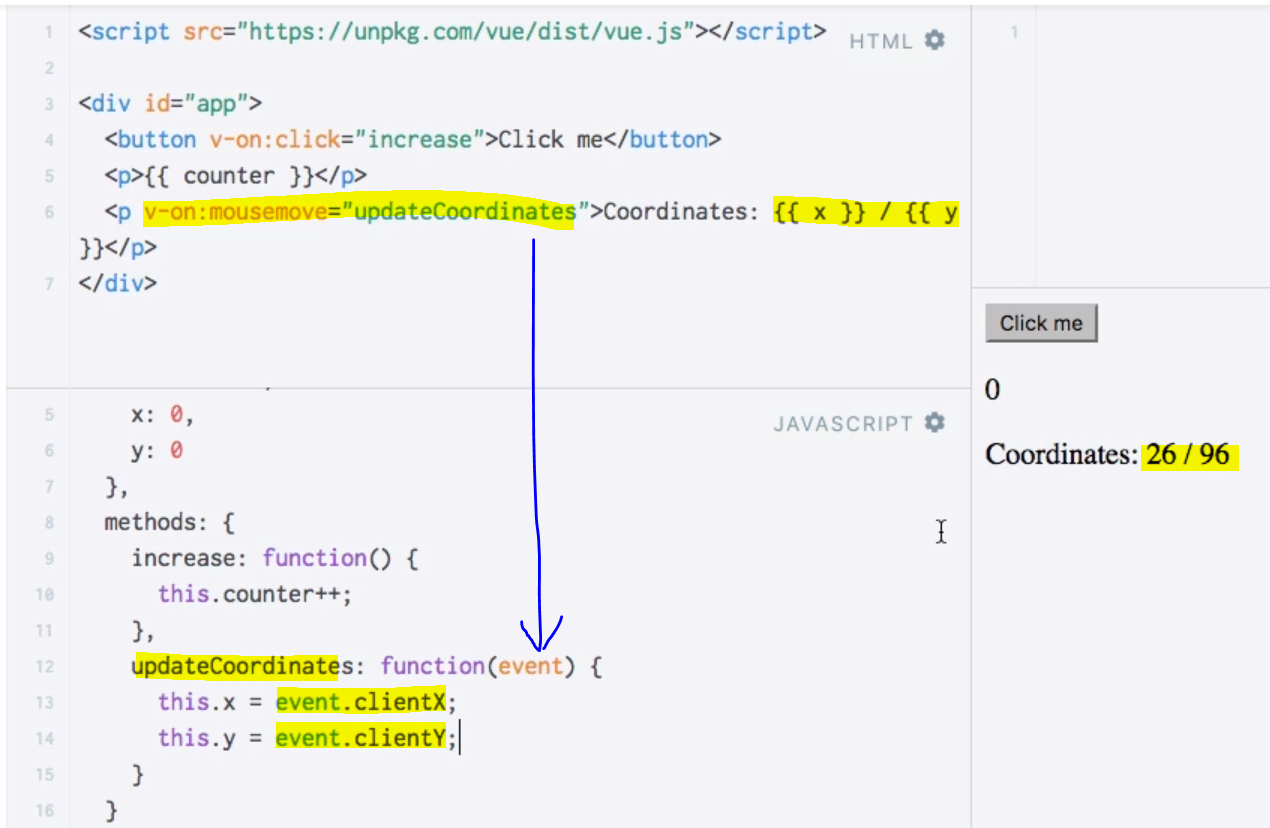 1 <script src="https://unpkg.com/vue/dist/vue.js"></script>
HTML
2
3 <div id="app">
4 <button v-on:click="increase">Click me</button>
5 <p>{{ counter }}</p>
6 <p v-on:mousemove="updateCoordinates">Coordinates: {{ x }} / {{ y
}}</p>
7 </div>
5 x: 0,
JAVASCRIPT
6 y: 0
7 },
8 methods: {
9 increase: function() {
10 this.counter++;
11 },
12 updateCoordinates: function(event) {
13 this.x = event.clientX;
14 this.y = event.clientY;
15 }
16 }
1
Click me
0
Coordinates: 26 / 96